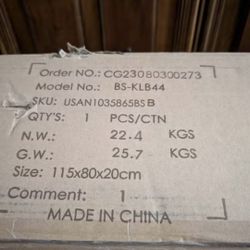 Order NO.: CG23080300273
Model NO.: BS-KLB44
SKU: USAN1035865BSB
QTY'S: 1 PCS/CTN
N.W.: 22.4 KGS
G.W.: 25.7 KGS
Size: 115x80x20cm
Comment: 1
MADE IN CHINA